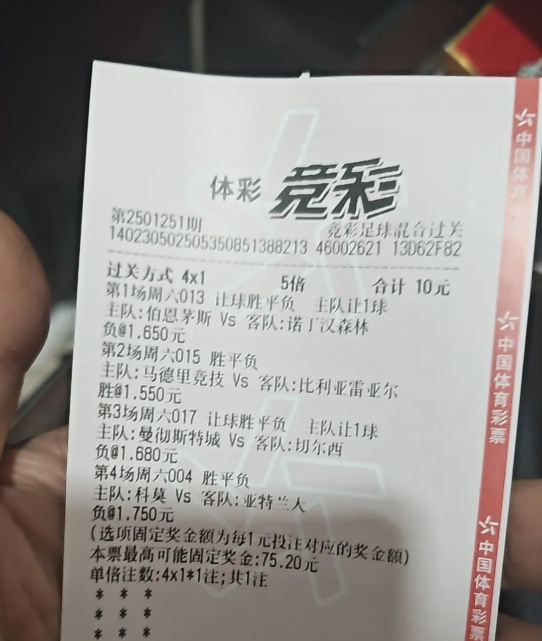 体彩 竞彩
第2501251期 竞彩足球混合过关
140230502505350851388213 46002621 13D62F82
过关方式 4x1 5倍 合计 10元
第1场周六013 让球胜平负 主队让1球
主队:伯恩茅斯 Vs 客队:诺丁汉森林
负@1.650元
第2场周六015 胜平负
主队:马德里竞技 Vs 客队:比利亚雷亚尔
胜@1.550元
第3场周六017 让球胜平负 主队让1球
主队:曼彻斯特城 Vs 客队:切尔西
负@1.680元
第4场周六004 胜平负
主队:科莫 Vs 客队:亚特兰大
负@1.750元
(选项固定奖金额为每1元投注对应的奖金额)
本票最高可能固定奖金:75.20元
单倍注数:4x1*1注;共1注
* * *
* * *
* * *
中国体育
中国体育彩票
中国体育彩票